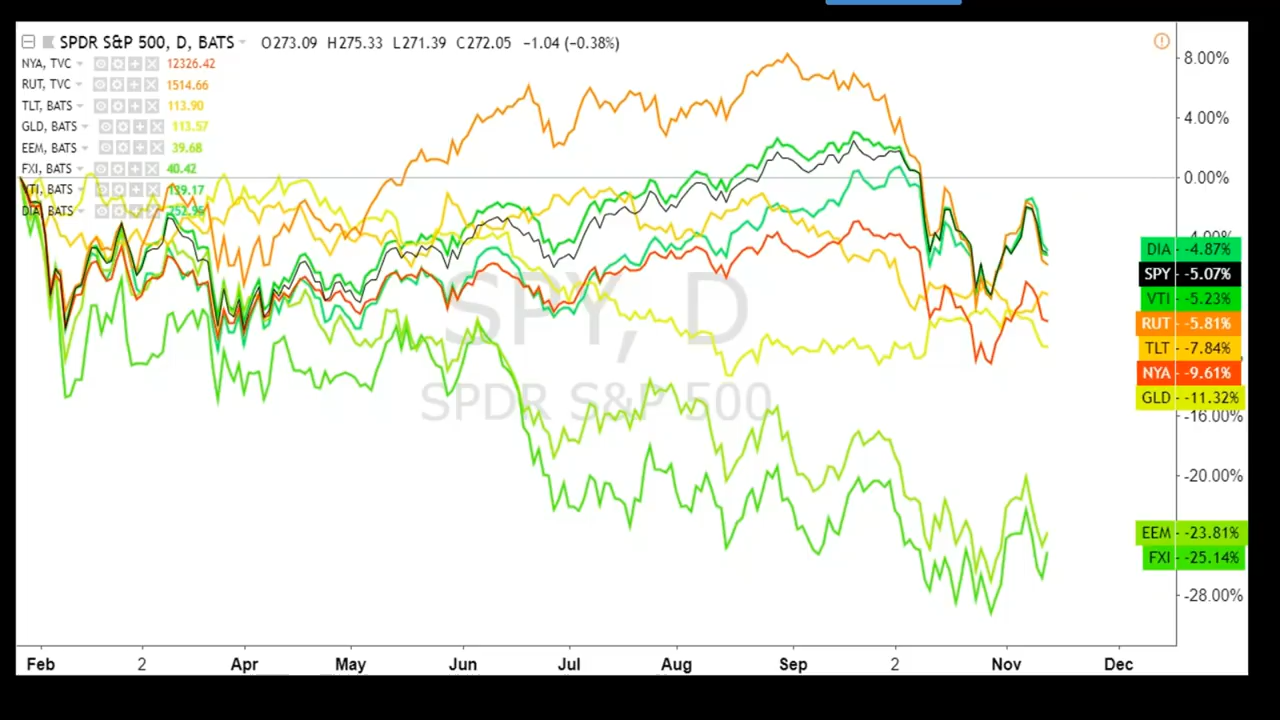 SPDR S&P 500, D, BATS O273.09 H275.33 L271.39 C272.05 −1.04 (−0.38%)
NYA, TVC 12326.42
RUT, TVC 1514.66
TLT, BATS 113.90
GLD, BATS 113.57
EEM, BATS 39.68
FXI, BATS 40.42
VTI, BATS 139.17
DIA, BATS 252.95
8.00%
4.00%
0.00%
-4.00%
DIA -4.87%
SPY -5.07%
VTI -5.23%
RUT -5.81%
TLT -7.84%
NYA -9.61%
GLD -11.32%
-16.00%
-20.00%
EEM -23.81%
FXI -25.14%
-28.00%
SPY, D
SPDR S&P 500
Feb 2 Apr May Jun Jul Aug Sep 2 Nov Dec